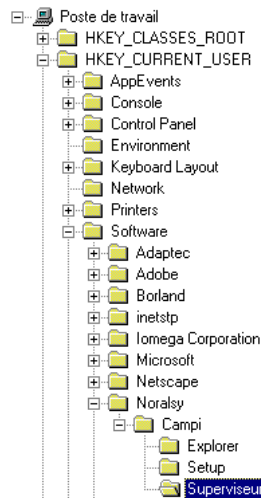 Poste de travail
HKEY_CLASSES_ROOT
HKEY_CURRENT_USER
AppEvents
Console
Control Panel
Environment
Keyboard Layout
Network
Printers
Software
Adaptec
Adobe
Borland
inetstp
Iomega Corporation
Microsoft
Netscape
Noralsy
Campi
Explorer
Setup
Superviseur